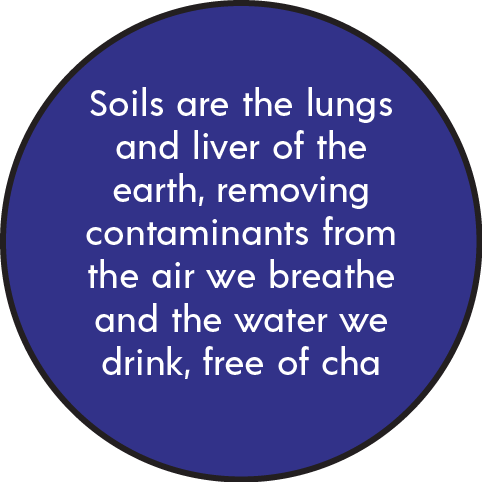 Soils are the lungs
and liver of the
earth, removing
contaminants from
the air we breathe
and the water we
drink, free of cha